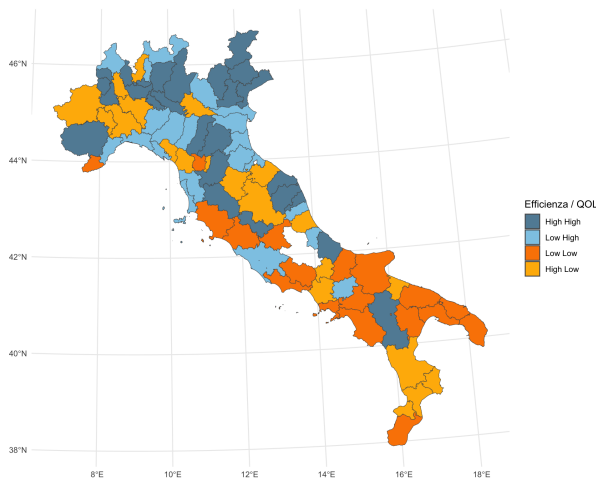 46°N
44°N
42°N
40°N
38°N
8°E 10°E 12°E 14°E 16°E 18°E
Efficienza / QOL
High High
Low High
Low Low
High Low